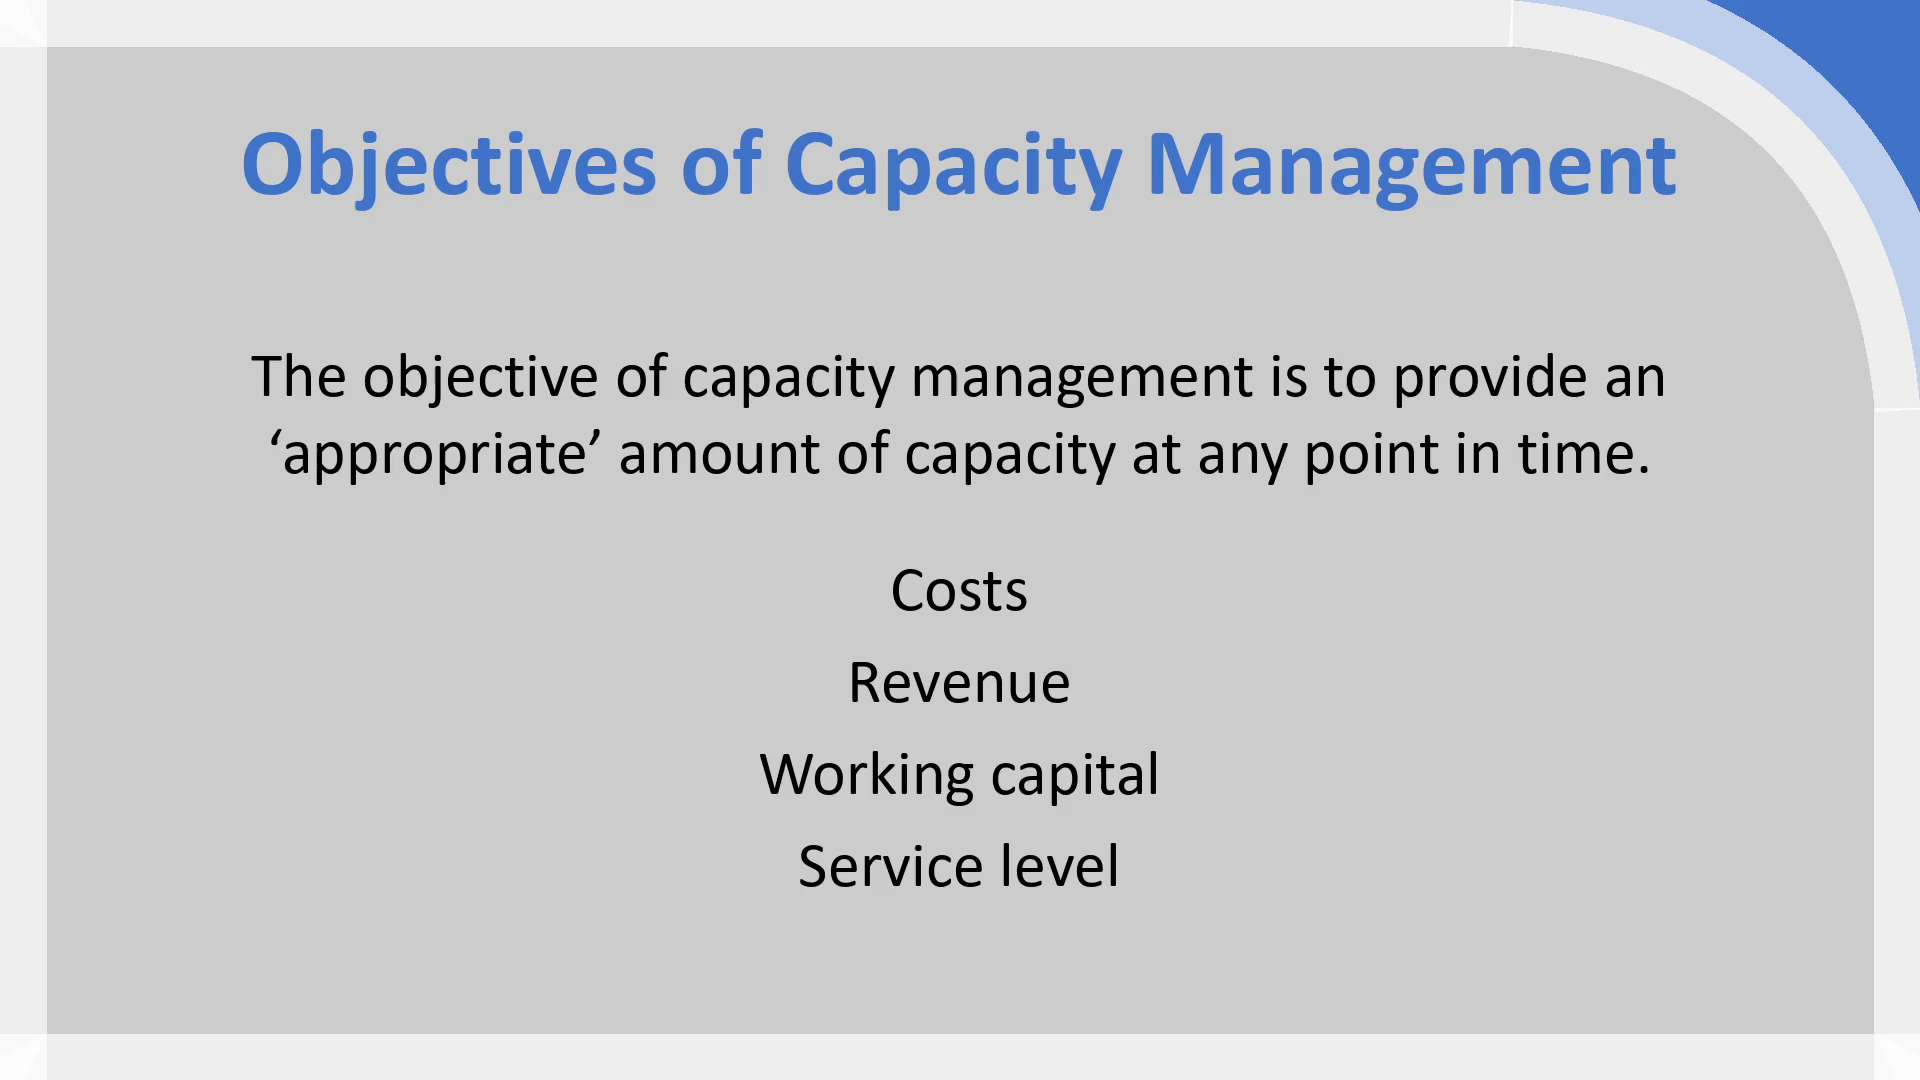 Objectives of Capacity Management
The objective of capacity management is to provide an
‘appropriate’ amount of capacity at any point in time.
Costs
Revenue
Working capital
Service level